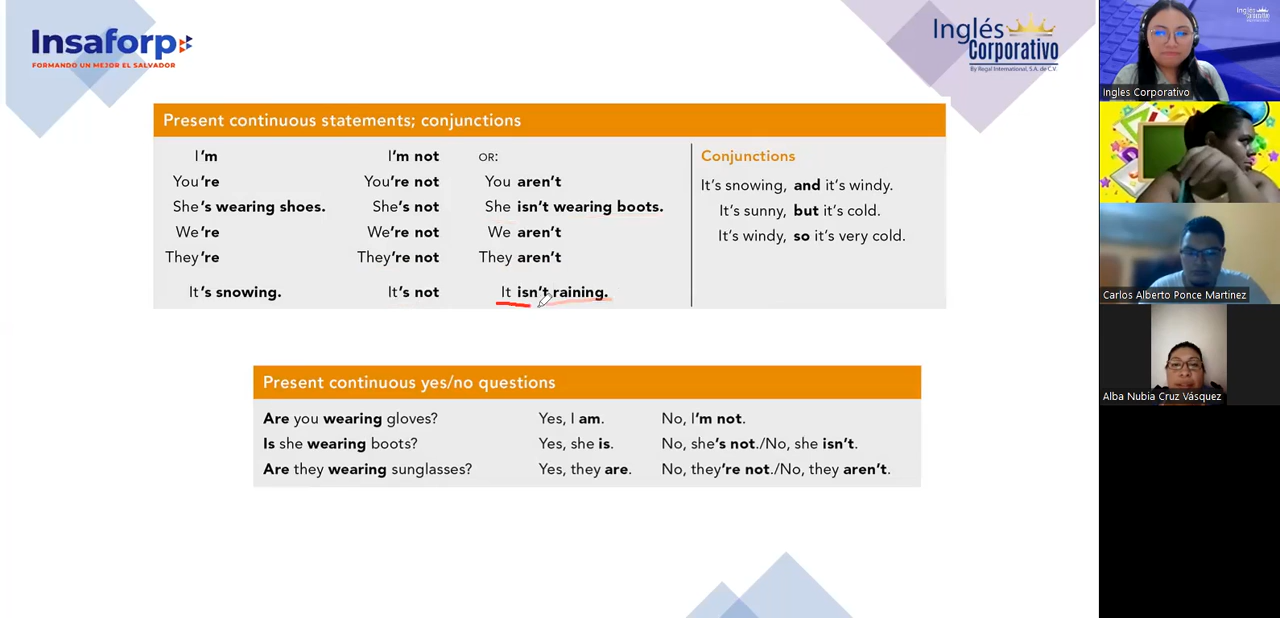 Insaforp
FORMANDO UN MEJOR EL SALVADOR
Inglés
Corporativo
By Regal International, S.A. de C.V.
Present continuous statements; conjunctions
I'm I'm not OR: Conjunctions
You're You're not You aren't It's snowing, and it's windy.
She's wearing shoes. She's not She isn't wearing boots. It's sunny, but it's cold.
We're We're not We aren't It's windy, so it's very cold.
They're They're not They aren't
It's snowing. It's not It isn't raining.
Present continuous yes/no questions
Are you wearing gloves? Yes, I am. No, I'm not.
Is she wearing boots? Yes, she is. No, she's not./No, she isn't.
Are they wearing sunglasses? Yes, they are. No, they're not./No, they aren't.
Inglés
Ingles Corporativo
Carlos Alberto Ponce Martinez
Alba Nubia Cruz Vásquez